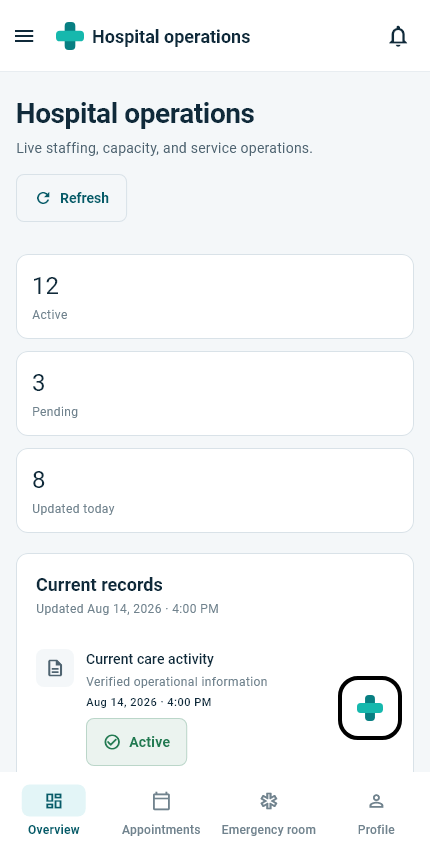 Hospital operations
Hospital operations
Live staffing, capacity, and service operations.
Refresh
12
Active
3
Pending
8
Updated today
Current records
Updated Aug 14, 2026 · 4:00 PM
Current care activity
Verified operational information
Aug 14, 2026 · 4:00 PM
Active
Overview
Appointments
Emergency room
Profile